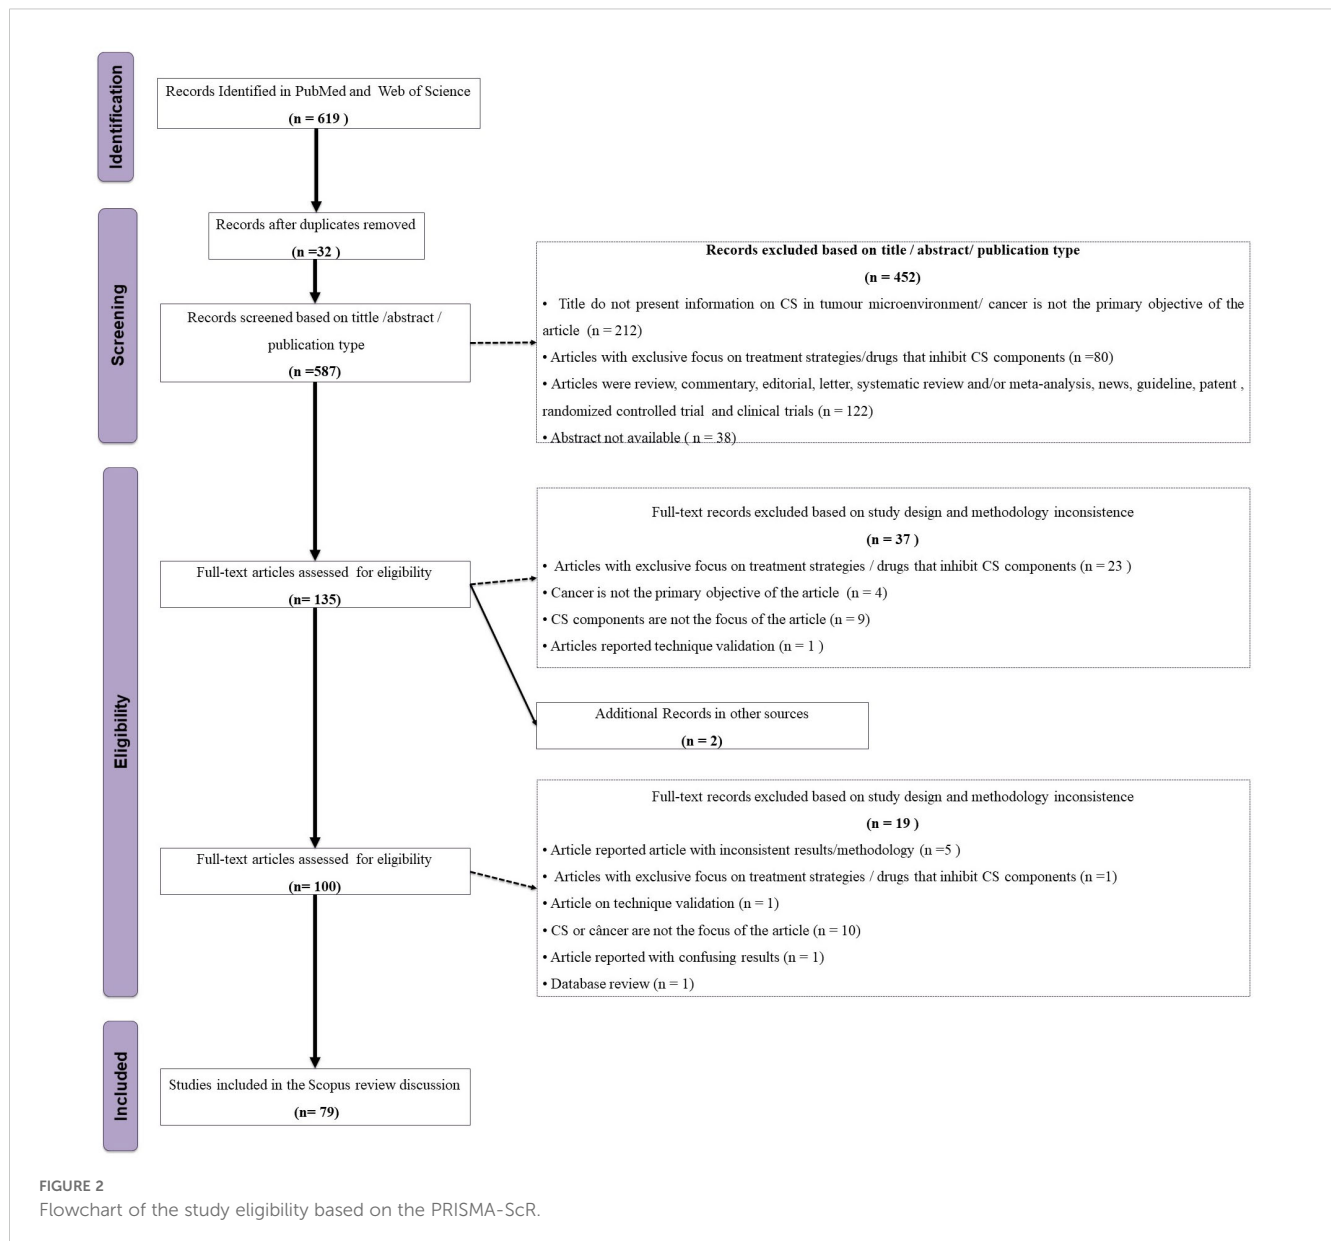 Identification
Records Identified in PubMed and Web of Science
(n = 619 )
Screening
Records after duplicates removed
(n =32 )
Records screened based on tittle /abstract /
publication type
(n =587)
Records excluded based on title / abstract/ publication type
(n = 452)
• Title do not present information on CS in tumour microenvironment/ cancer is not the primary objective of the
article (n = 212)
• Articles with exclusive focus on treatment strategies/drugs that inhibit CS components (n =80)
• Articles were review, commentary, editorial, letter, systematic review and/or meta-analysis, news, guideline, patent ,
randomized controlled trial and clinical trials (n = 122)
• Abstract not available ( n = 38)
Eligibility
Full-text articles assessed for eligibility
(n= 135)
Full-text records excluded based on study design and methodology inconsistence
(n = 37 )
• Articles with exclusive focus on treatment strategies / drugs that inhibit CS components (n = 23 )
• Cancer is not the primary objective of the article (n = 4)
• CS components are not the focus of the article (n = 9)
• Articles reported technique validation (n = 1 )
Additional Records in other sources
(n = 2)
Full-text articles assessed for eligibility
(n= 100)
Full-text records excluded based on study design and methodology inconsistence
(n = 19 )
• Article reported article with inconsistent results/methodology (n =5 )
• Articles with exclusive focus on treatment strategies / drugs that inhibit CS components (n =1)
• Article on technique validation (n = 1)
• CS or câncer are not the focus of the article (n = 10)
• Article reported with confusing results (n = 1)
• Database review (n = 1)
Included
Studies included in the Scopus review discussion
(n= 79)
FIGURE 2
Flowchart of the study eligibility based on the PRISMA-ScR.